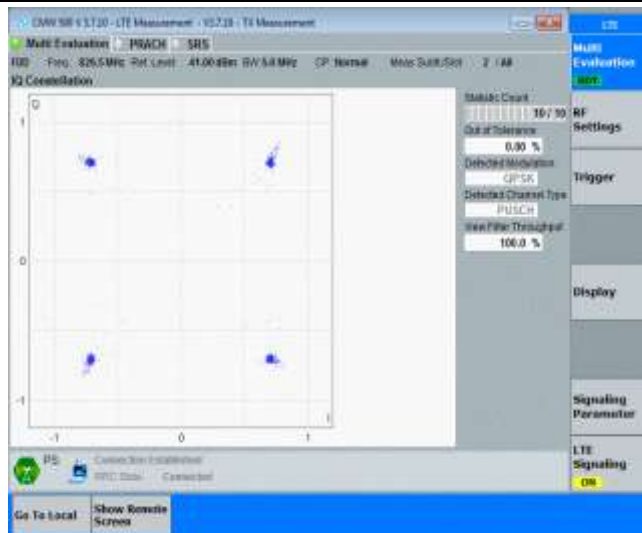 CMW 500 V 3.7.20 - LTE Measurement - V3.7.20 - TX Measurement
LTE
Multi Evaluation PRACH SRS
FDD Freq. 826.5 MHz Ref. Level 41.00 dBm BW 5.0 MHz CP Normal Meas Subfr./Slot 2 / All
IQ Constellation
Q
I
1
0
-1
-1
0
1
Statistic Count
10 / 10
Out of Tolerance
0.00 %
Detected Modulation
QPSK
Detected Channel Type
PUSCH
View Filter Throughput
100.0 %
Multi
Evaluation
RDY
RF
Settings
Trigger
Display
Signaling
Parameter
LTE
Signaling
ON
PS
Connection Established
RRC State Connected
Go To Local
Show Remote
Screen